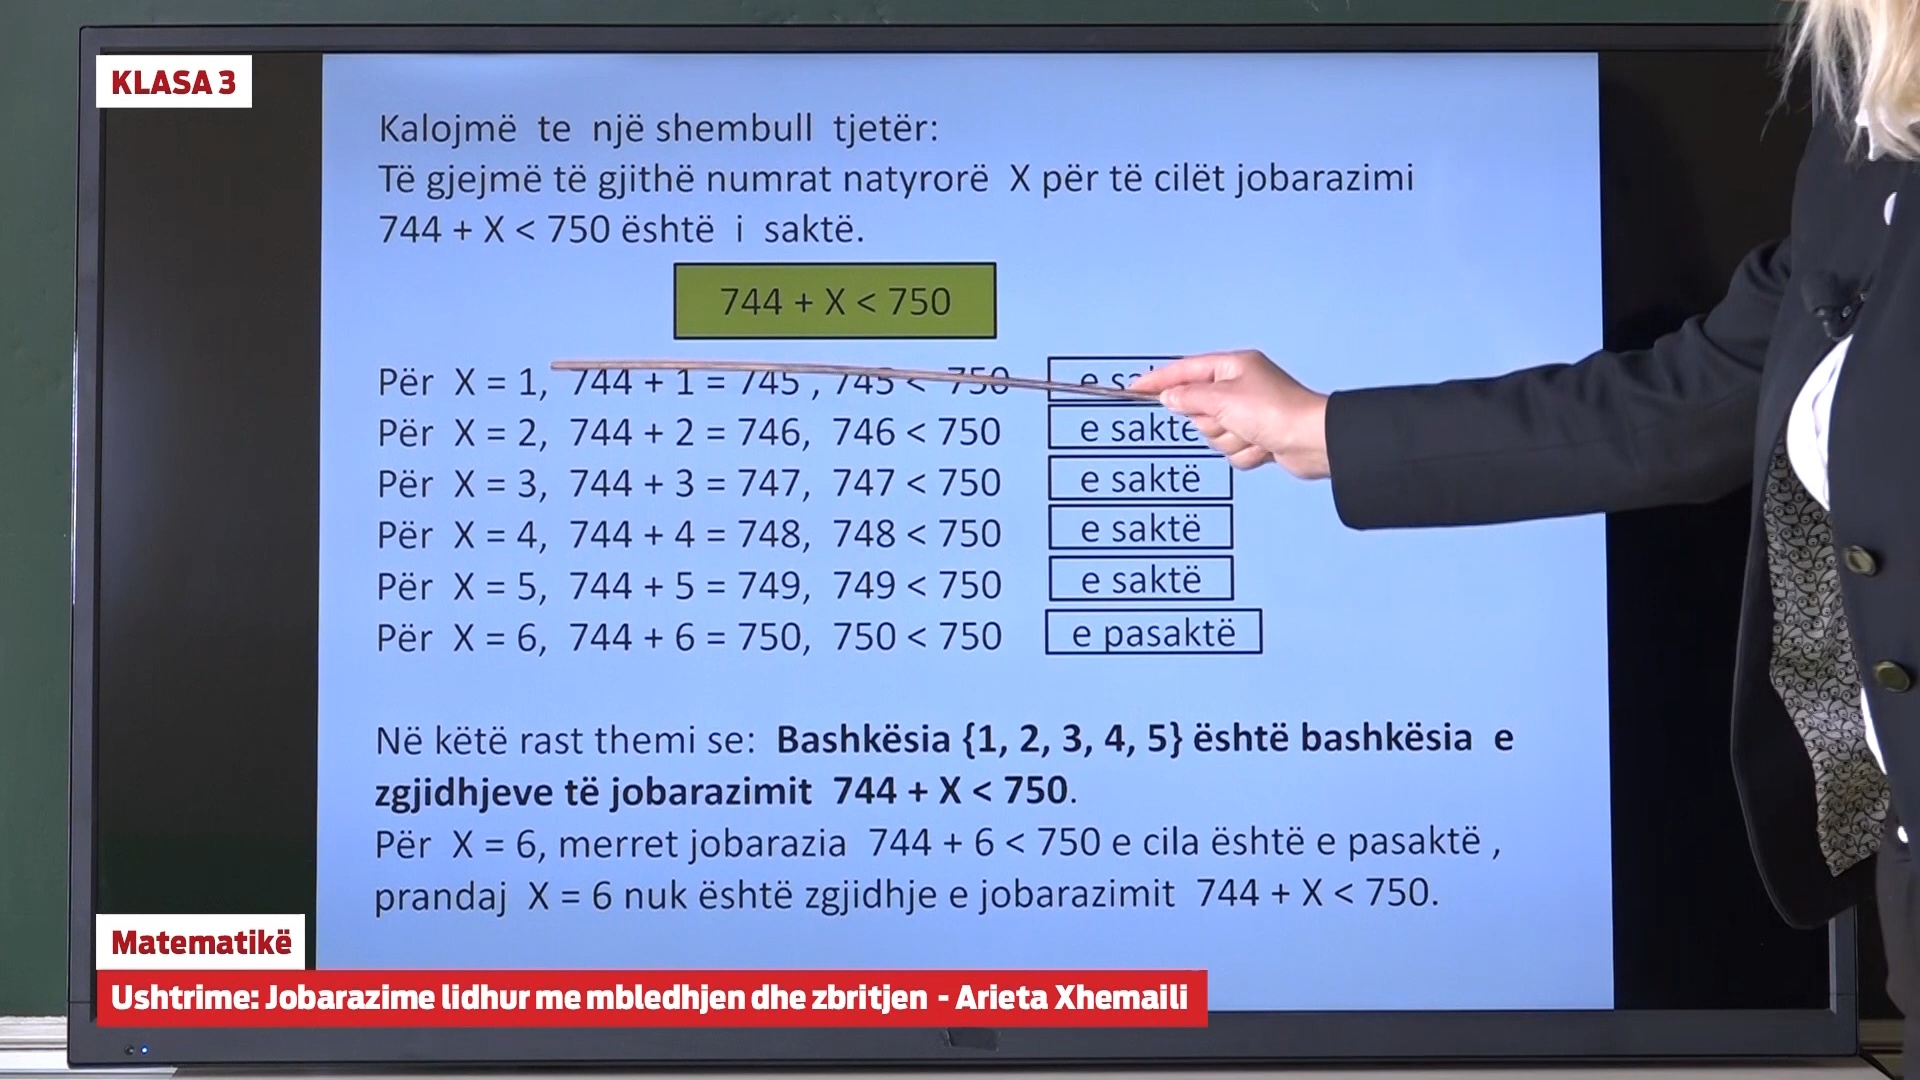 KLASA 3
Kalojmë te një shembull tjetër:
Të gjejmë të gjithë numrat natyrorë X për të cilët jobarazimi
744 + X < 750 është i saktë.
744 + X < 750
Për X = 1, 744 + 1 = 745 , 745 < 750 e
Për X = 2, 744 + 2 = 746, 746 < 750 e saktë
Për X = 3, 744 + 3 = 747, 747 < 750 e saktë
Për X = 4, 744 + 4 = 748, 748 < 750 e saktë
Për X = 5, 744 + 5 = 749, 749 < 750 e saktë
Për X = 6, 744 + 6 = 750, 750 < 750 e pasaktë
Në këtë rast themi se: Bashkësia {1, 2, 3, 4, 5} është bashkësia e
zgjidhjeve të jobarazimit 744 + X < 750.
Për X = 6, merret jobarazia 744 + 6 < 750 e cila është e pasaktë ,
prandaj X = 6 nuk është zgjidhje e jobarazimit 744 + X < 750.
Matematikë
Ushtrime: Jobarazime lidhur me mbledhjen dhe zbritjen - Arieta Xhemaili